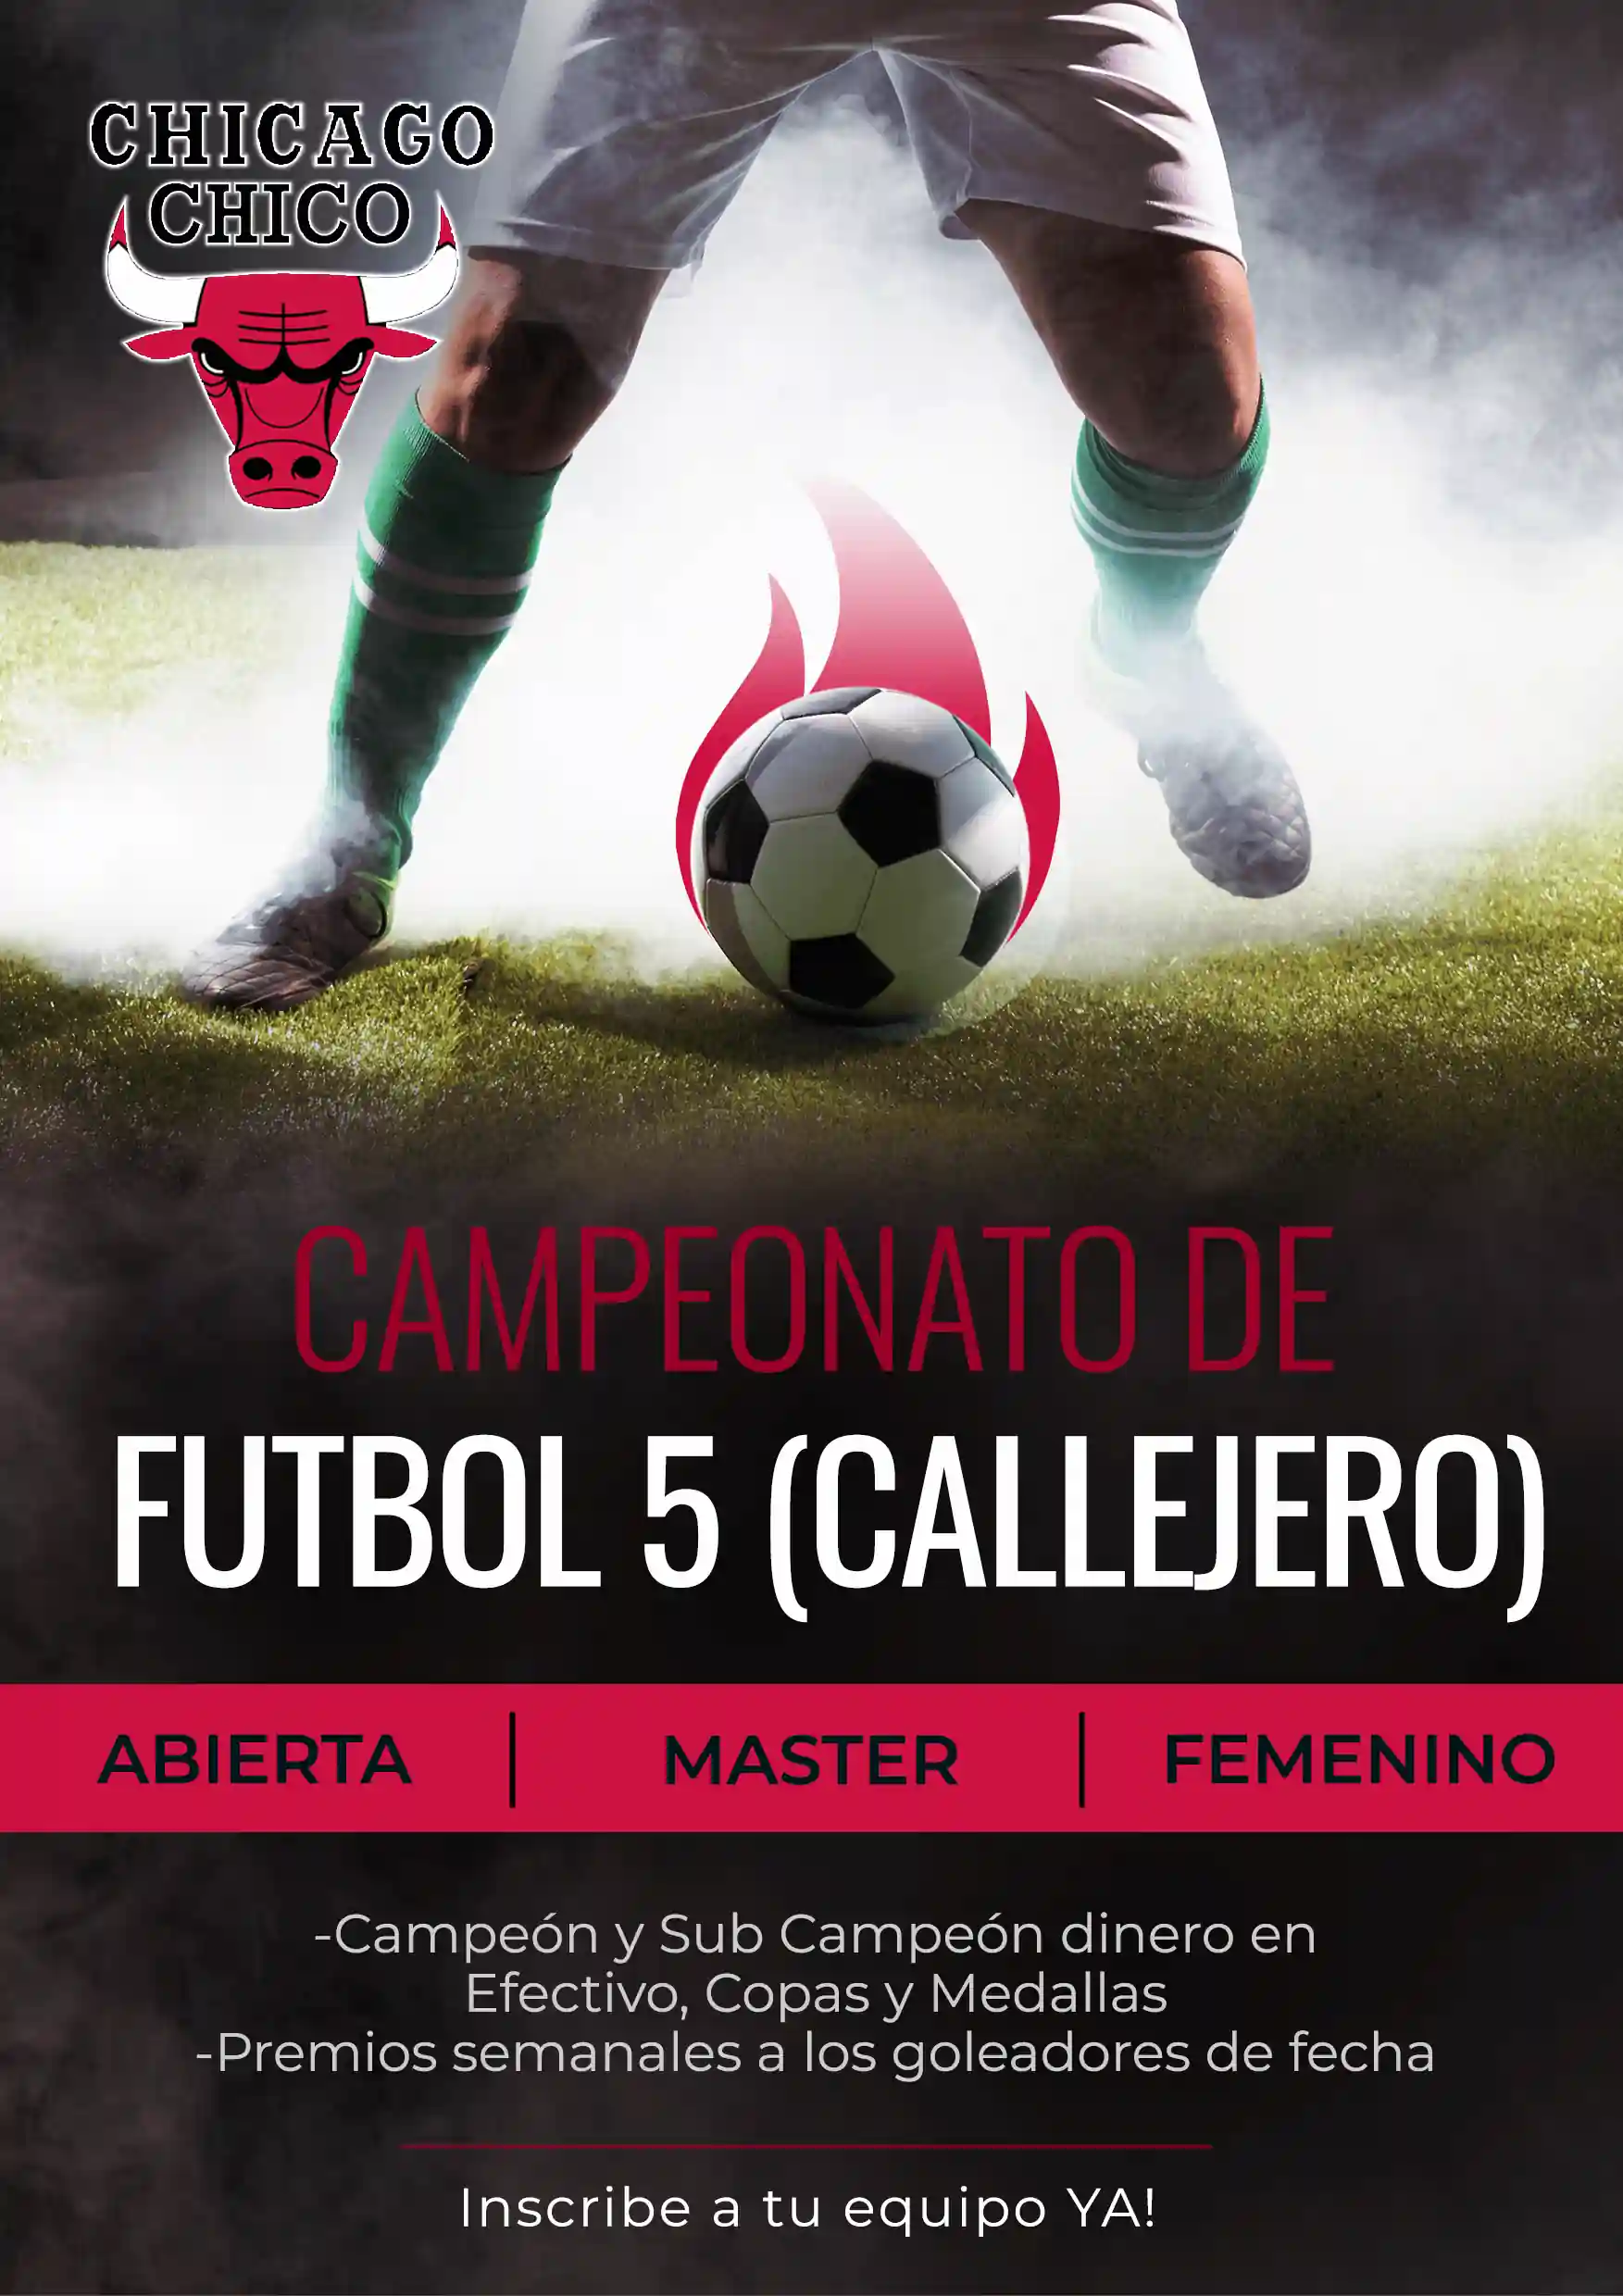 CHICAGO
CHICO
CAMPEONATO DE
FUTBOL 5 (CALLEJERO)
ABIERTA | MASTER | FEMENINO
-Campeón y Sub Campeón dinero en
Efectivo, Copas y Medallas
-Premios semanales a los goleadores de fecha
Inscribe a tu equipo YA!